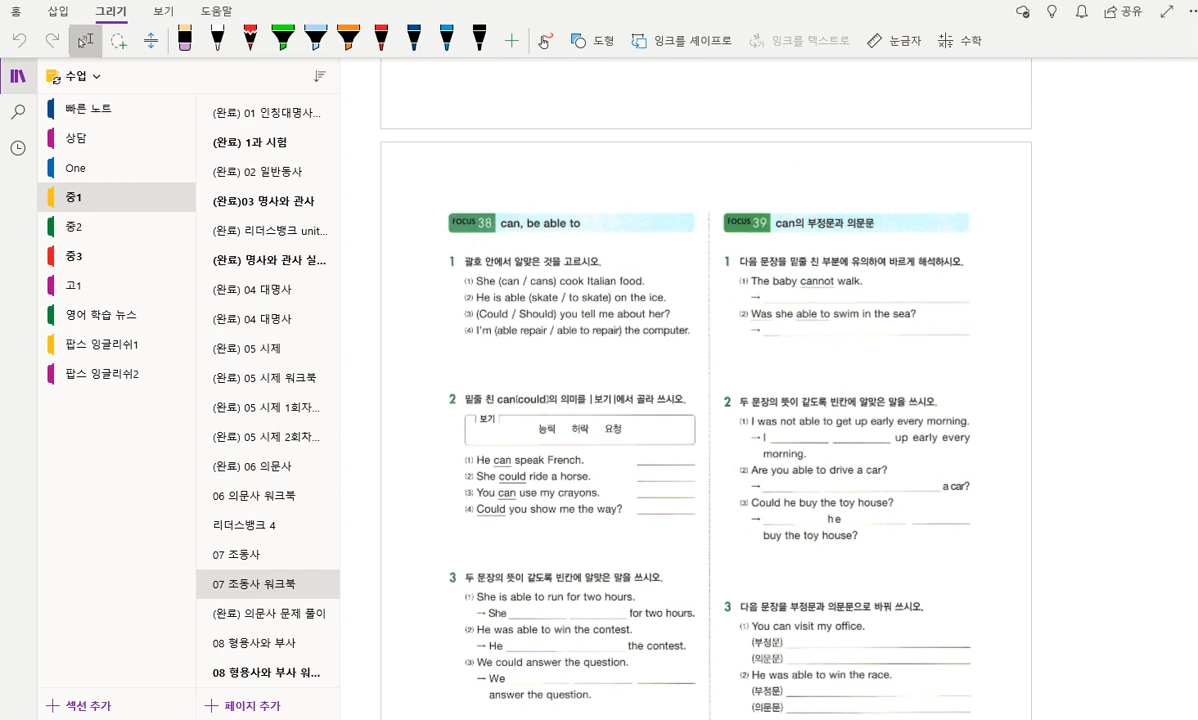 홈 삽입 그리기 보기 도움말
공유
도형 잉크를 셰이프로 잉크를 텍스트로 눈금자 수학
수업
빠른 노트
상담
One
중1
중2
중3
고1
영어 학습 뉴스
팝스 잉글리쉬1
팝스 잉글리쉬2
섹션 추가
(완료) 01 인칭대명사...
(완료) 1과 시험
(완료) 02 일반동사
(완료)03 명사와 관사
(완료) 리더스뱅크 unit...
(완료) 명사와 관사 실...
(완료) 04 대명사
(완료) 04 대명사
(완료) 05 시제
(완료) 05 시제 워크북
(완료) 05 시제 1회차...
(완료) 05 시제 2회차...
(완료) 06 의문사
06 의문사 워크북
리더스뱅크 4
07 조동사
07 조동사 워크북
(완료) 의문사 문제 풀이
08 형용사와 부사
08 형용사와 부사 워...
페이지 추가
FOCUS 38 can, be able to
1 괄호 안에서 알맞은 것을 고르시오.
(1) She (can / cans) cook Italian food.
(2) He is able (skate / to skate) on the ice.
(3) (Could / Should) you tell me about her?
(4) I'm (able repair / able to repair) the computer.
2 밑줄 친 can(could)의 의미를 |보기|에서 골라 쓰시오.
보기
능력 허락 요청
(1) He can speak French.
(2) She could ride a horse.
(3) You can use my crayons.
(4) Could you show me the way?
3 두 문장의 뜻이 같도록 빈칸에 알맞은 말을 쓰시오.
(1) She is able to run for two hours.
→ She for two hours.
(2) He was able to win the contest.
→ He the contest.
(3) We could answer the question.
→ We
answer the question.
FOCUS 39 can의 부정문과 의문문
1 다음 문장을 밑줄 친 부분에 유의하여 바르게 해석하시오.
(1) The baby cannot walk.
→
(2) Was she able to swim in the sea?
→
2 두 문장의 뜻이 같도록 빈칸에 알맞은 말을 쓰시오.
(1) I was not able to get up early every morning.
→ I up early every
morning.
(2) Are you able to drive a car?
→ a car?
(3) Could he buy the toy house?
→ he
buy the toy house?
3 다음 문장을 부정문과 의문문으로 바꿔 쓰시오.
(1) You can visit my office.
(부정문)
(의문문)
(2) He was able to win the race.
(부정문)
(의문문)